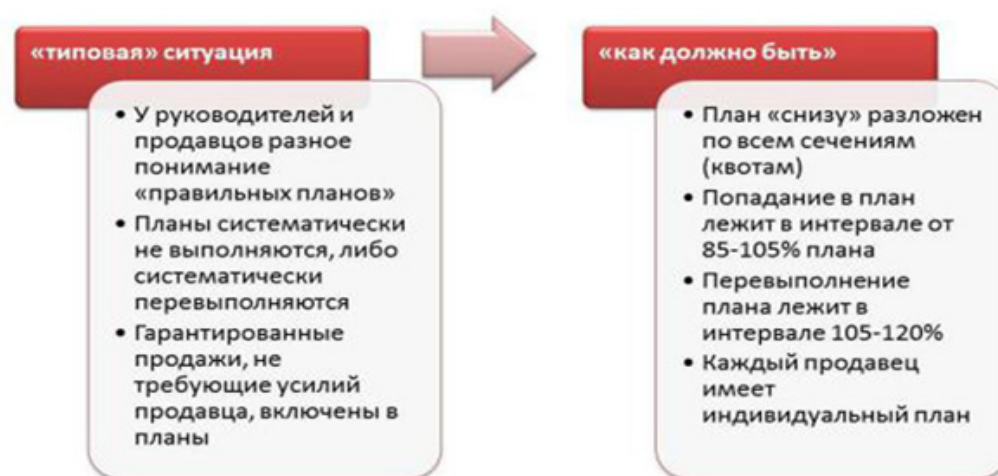 «типовая» ситуация
• У руководителей и
продавцов разное
понимание
«правильных планов»
• Планы систематически
не выполняются, либо
систематически
перевыполняются
• Гарантированные
продажи, не
требующие усилий
продавца, включены в
планы
«как должно быть»
• План «снизу» разложен
по всем сечениям
(квотам)
• Попадание в план
лежит в интервале от
85-105% плана
• Перевыполнение
плана лежит в
интервале 105-120%
• Каждый продавец
имеет
индивидуальный план